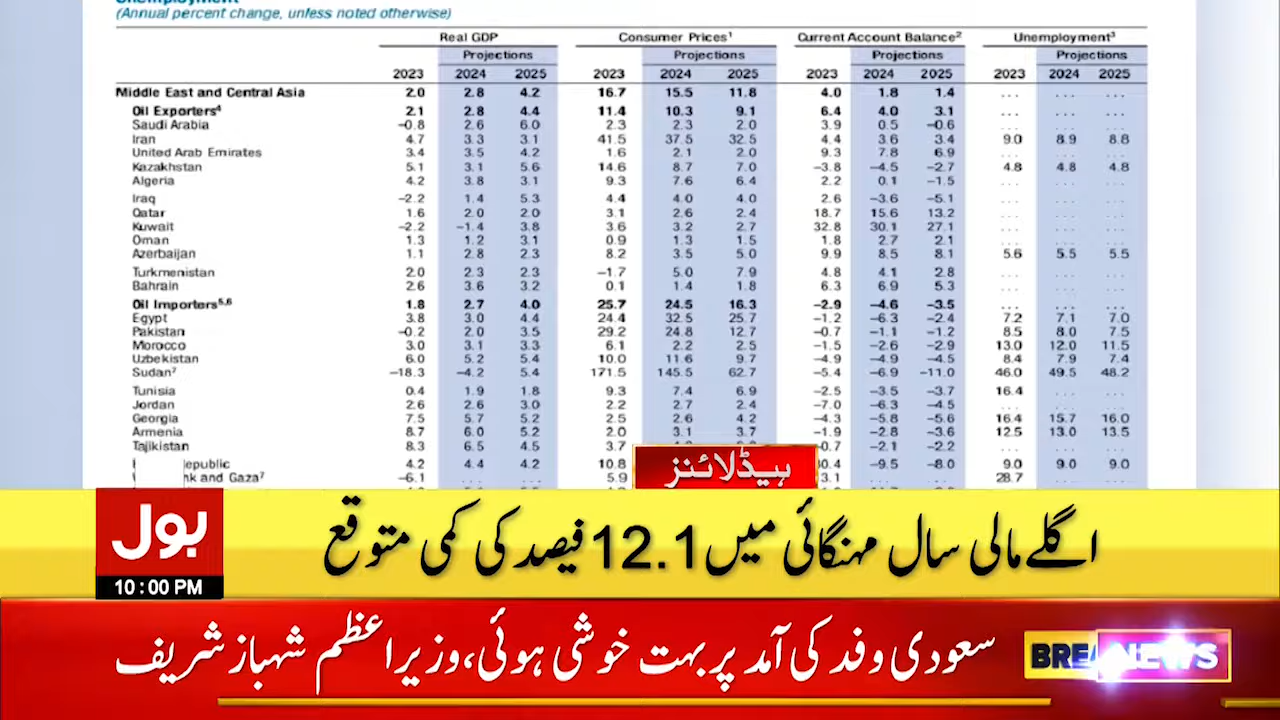 Unemployment
(Annual percent change, unless noted otherwise)
Real GDP Consumer Prices¹ Current Account Balance² Unemployment³
Projections Projections Projections Projections
2023 2024 2025 2023 2024 2025 2023 2024 2025 2023 2024 2025
Middle East and Central Asia 2.0 2.8 4.2 16.7 15.5 11.8 4.0 1.8 1.4 ... ... ...
Oil Exporters⁴ 2.1 2.8 4.4 11.4 10.3 9.1 6.4 4.0 3.1 ... ... ...
Saudi Arabia –0.8 2.6 6.0 2.3 2.3 2.0 3.9 0.5 –0.6 ... ... ...
Iran 4.7 3.3 3.1 41.5 37.5 32.5 4.4 3.6 3.4 9.0 8.9 8.8
United Arab Emirates 3.4 3.5 4.2 1.6 2.1 2.0 9.3 7.8 6.9 ... ... ...
Kazakhstan 5.1 3.1 5.6 14.6 8.7 7.0 –3.8 –4.5 –2.7 4.8 4.8 4.8
Algeria 4.2 3.8 3.1 9.3 7.6 6.4 2.2 0.1 –1.5 ... ... ...
Iraq –2.2 1.4 5.3 4.4 4.0 4.0 2.6 –3.6 –5.1 ... ... ...
Qatar 1.6 2.0 2.0 3.1 2.6 2.4 18.7 15.6 13.2 ... ... ...
Kuwait –2.2 –1.4 3.8 3.6 3.2 2.7 32.8 30.1 27.1 ... ... ...
Oman 1.3 1.2 3.1 0.9 1.3 1.5 1.8 2.7 2.1 ... ... ...
Azerbaijan 1.1 2.8 2.3 8.2 3.5 5.0 9.9 8.5 8.1 5.6 5.5 5.5
Turkmenistan 2.0 2.3 2.3 –1.7 5.0 7.9 4.8 4.1 2.8 ... ... ...
Bahrain 2.6 3.6 3.2 0.1 1.4 1.8 6.3 6.9 5.3 ... ... ...
Oil Importers⁵,⁶ 1.8 2.7 4.0 25.7 24.5 16.3 –2.9 –4.6 –3.5 ... ... ...
Egypt 3.8 3.0 4.4 24.4 32.5 25.7 –1.2 –6.3 –2.4 7.2 7.1 7.0
Pakistan –0.2 2.0 3.5 29.2 24.8 12.7 –0.7 –1.1 –1.2 8.5 8.0 7.5
Morocco 3.0 3.1 3.3 6.1 2.2 2.5 –1.5 –2.6 –2.9 13.0 12.0 11.5
Uzbekistan 6.0 5.2 5.4 10.0 11.6 9.7 –4.9 –4.9 –4.5 8.4 7.9 7.4
Sudan⁷ –18.3 –4.2 5.4 171.5 145.5 62.7 –5.4 –6.9 –11.0 46.0 49.5 48.2
Tunisia 0.4 1.9 1.8 9.3 7.4 6.9 –2.5 –3.5 –3.7 16.4 ... ...
Jordan 2.6 2.6 3.0 2.2 2.7 2.4 –7.0 –6.3 –4.5 ... ... ...
Georgia 7.5 5.7 5.2 2.5 2.6 4.2 –4.3 –5.8 –5.6 16.4 15.7 16.0
Armenia 8.7 6.0 5.2 2.0 3.1 3.7 –1.9 –2.8 –3.6 12.5 13.0 13.5
Tajikistan 8.3 6.5 4.5 3.7 –2.1 –2.2
epublic 4.2 4.4 4.2 10.8 –9.5 –8.0 9.0 9.0 9.0
and Gaza⁷ –6.1 ... ... 5.9 28.7
ہیڈلائنز
بول
10:00 PM
اگلے مالی سال مہنگائی میں 12.1 فیصد کی کمی متوقع
سعودی وفد کی آمد پر بہت خوشی ہوئی، وزیراعظم شہباز شریف
BREA NEWS